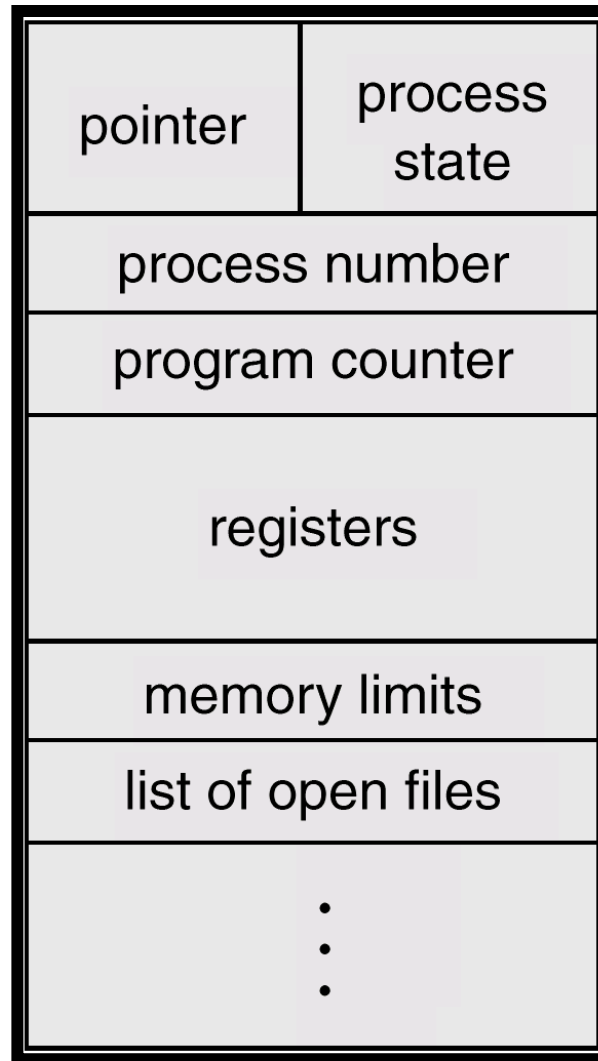 pointer
process
state
process number
program counter
registers
memory limits
list of open files